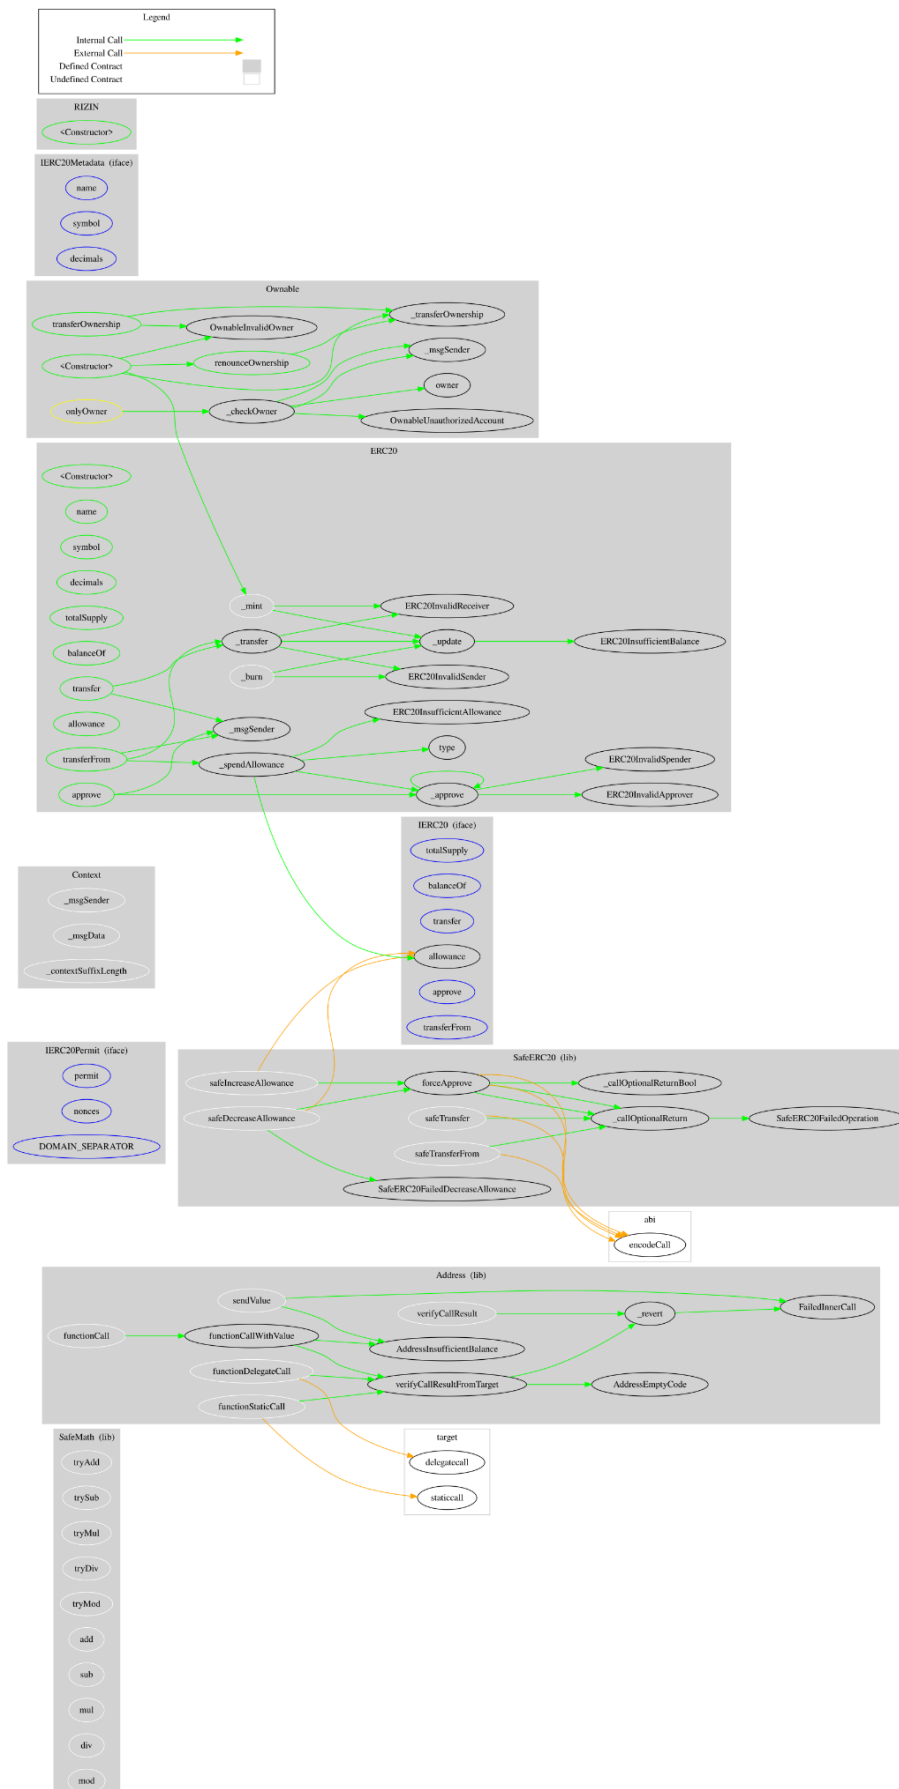 Legend
Internal Call
External Call
Defined Contract
Undefined Contract
RIZIN
<Constructor>
IERC20Metadata (iface)
name
symbol
decimals
Ownable
transferOwnership
OwnableInvalidOwner
_transferOwnership
<Constructor>
renounceOwnership
_msgSender
owner
onlyOwner
_checkOwner
OwnableUnauthorizedAccount
ERC20
<Constructor>
name
symbol
decimals
totalSupply
_mint
ERC20InvalidReceiver
balanceOf
_transfer
_update
ERC20InsufficientBalance
transfer
_burn
ERC20InvalidSender
allowance
_msgSender
ERC20InsufficientAllowance
transferFrom
_spendAllowance
type
ERC20InvalidSpender
approve
_approve
ERC20InvalidApprover
IERC20 (iface)
totalSupply
balanceOf
transfer
allowance
approve
transferFrom
Context
_msgSender
_msgData
_contextSuffixLength
IERC20Permit (iface)
permit
nonces
DOMAIN_SEPARATOR
SafeERC20 (lib)
safeIncreaseAllowance
forceApprove
_callOptionalReturnBool
safeDecreaseAllowance
safeTransfer
_callOptionalReturn
SafeERC20FailedOperation
safeTransferFrom
SafeERC20FailedDecreaseAllowance
abi
encodeCall
Address (lib)
sendValue
verifyCallResult
_revert
FailedInnerCall
functionCall
functionCallWithValue
AddressInsufficientBalance
functionDelegateCall
verifyCallResultFromTarget
AddressEmptyCode
functionStaticCall
target
delegatecall
staticcall
SafeMath (lib)
tryAdd
trySub
tryMul
tryDiv
tryMod
add
sub
mul
div
mod